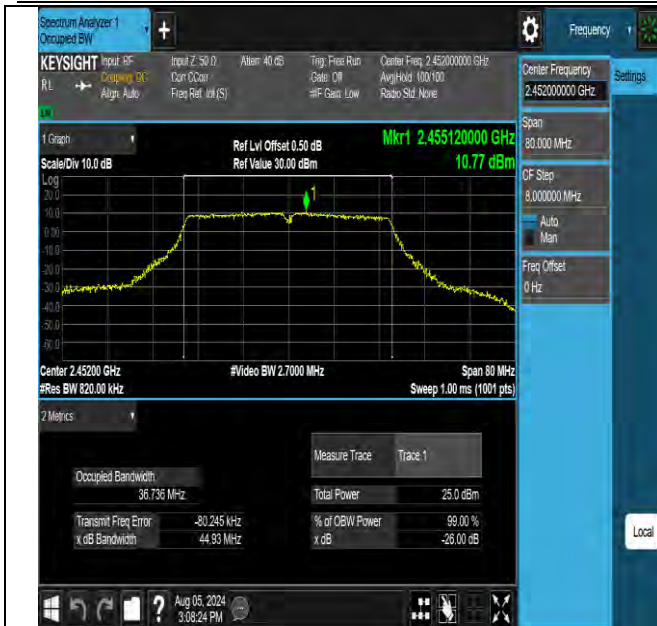 Spectrum Analyzer 1
Occupied BW
Frequency
KEYSIGHT Input: RF
Input Z: 50 Ω
Atten: 40 dB
Trig: Free Run
Center Freq: 2.452000000 GHz
RL
Coupling: DC
Corr CCorr
Gate: Off
Avg|Hold: 100/100
Align: Auto
Freq Ref: Int (S)
#IF Gain: Low
Radio Std: None
Center Frequency
2.452000000 GHz
Settings
Span
80.000 MHz
CF Step
8.000000 MHz
Auto
Man
Freq Offset
0 Hz
1 Graph
Scale/Div 10.0 dB
Ref Lvl Offset 0.50 dB
Ref Value 30.00 dBm
Mkr1 2.455120000 GHz
10.77 dBm
Log
20.0
10.0
0.00
-10.0
-20.0
-30.0
-40.0
-50.0
-60.0
1
Center 2.45200 GHz
#Video BW 2.7000 MHz
Span 80 MHz
#Res BW 820.00 kHz
Sweep 1.00 ms (1001 pts)
2 Metrics
Measure Trace Trace 1
Occupied Bandwidth
36.736 MHz
Total Power 25.0 dBm
Transmit Freq Error -80.245 kHz
% of OBW Power 99.00 %
x dB Bandwidth 44.93 MHz
x dB -26.00 dB
Local
?
Aug 05, 2024
3:08:24 PM